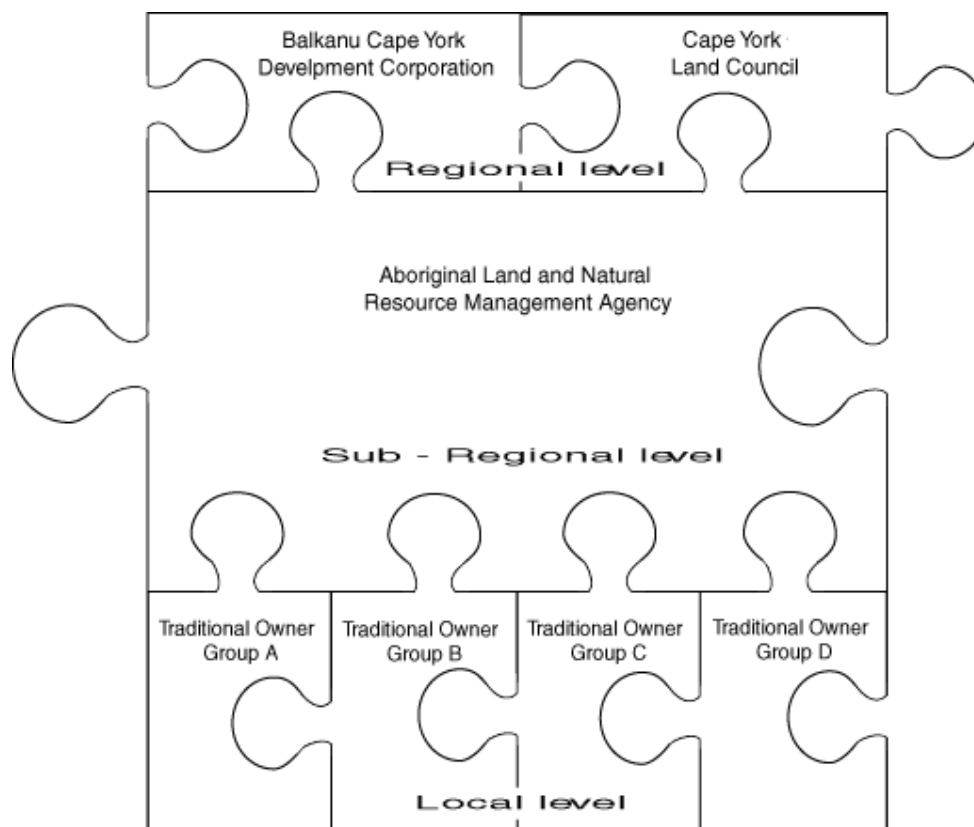 Balkanu Cape York
Develpment Corporation
Cape York
Land Council
Regional level
Aboriginal Land and Natural
Resource Management Agency
Sub - Regional level
Traditional Owner
Group A
Traditional Owner
Group B
Traditional Owner
Group C
Traditional Owner
Group D
Local level